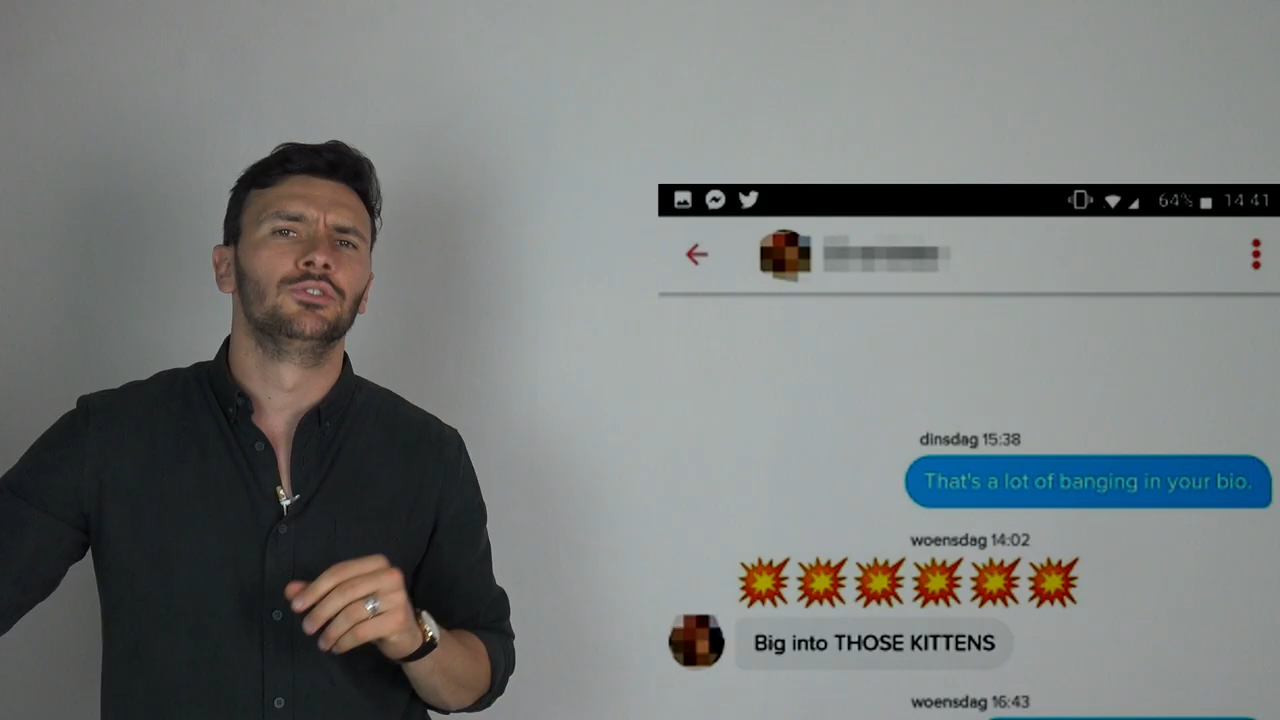 64% 14 41
dinsdag 15:38
That's a lot of banging in your bio.
woensdag 14:02
Big into THOSE KITTENS
woensdag 16:43